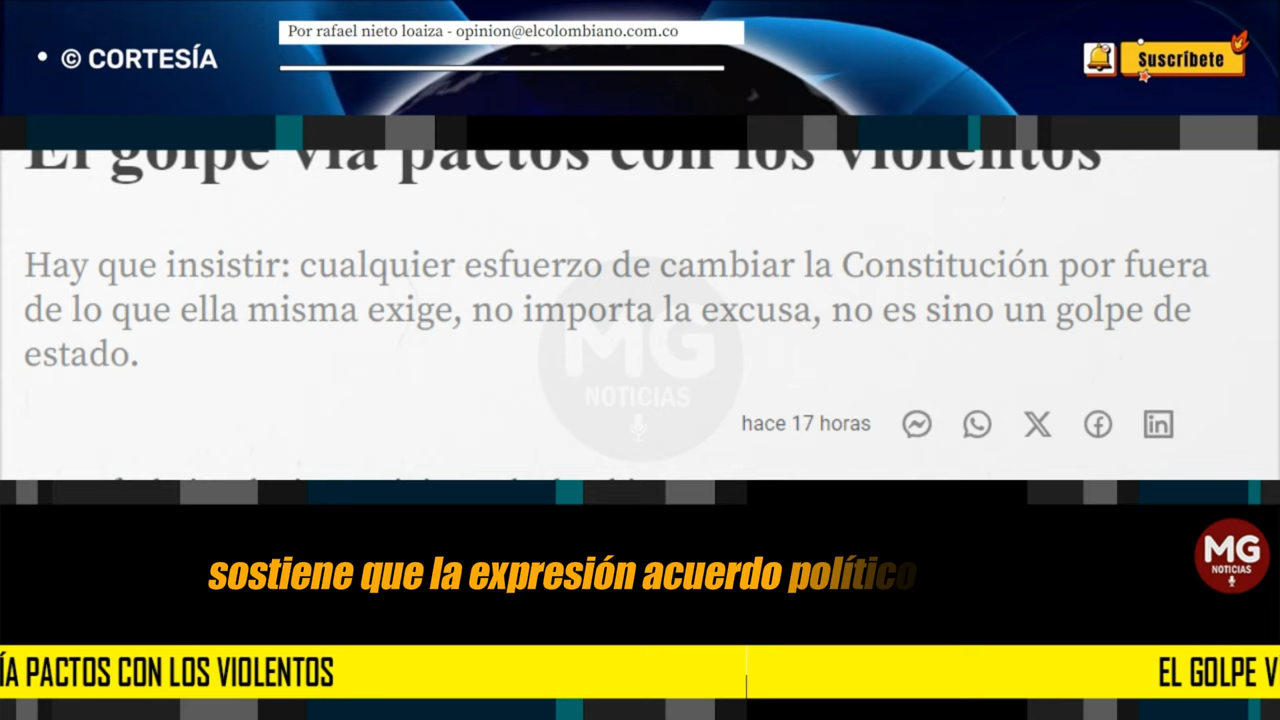 Por rafael nieto loaiza - opinion@elcolombiano.com.co
• © CORTESÍA
Suscríbete
El golpe vía pactos con los violentos
Hay que insistir: cualquier esfuerzo de cambiar la Constitución por fuera
de lo que ella misma exige, no importa la excusa, no es sino un golpe de
estado.
MG
NOTICIAS
hace 17 horas
sostiene que la expresión acuerdo político
MG
NOTICIAS
ÍA PACTOS CON LOS VIOLENTOS
EL GOLPE V